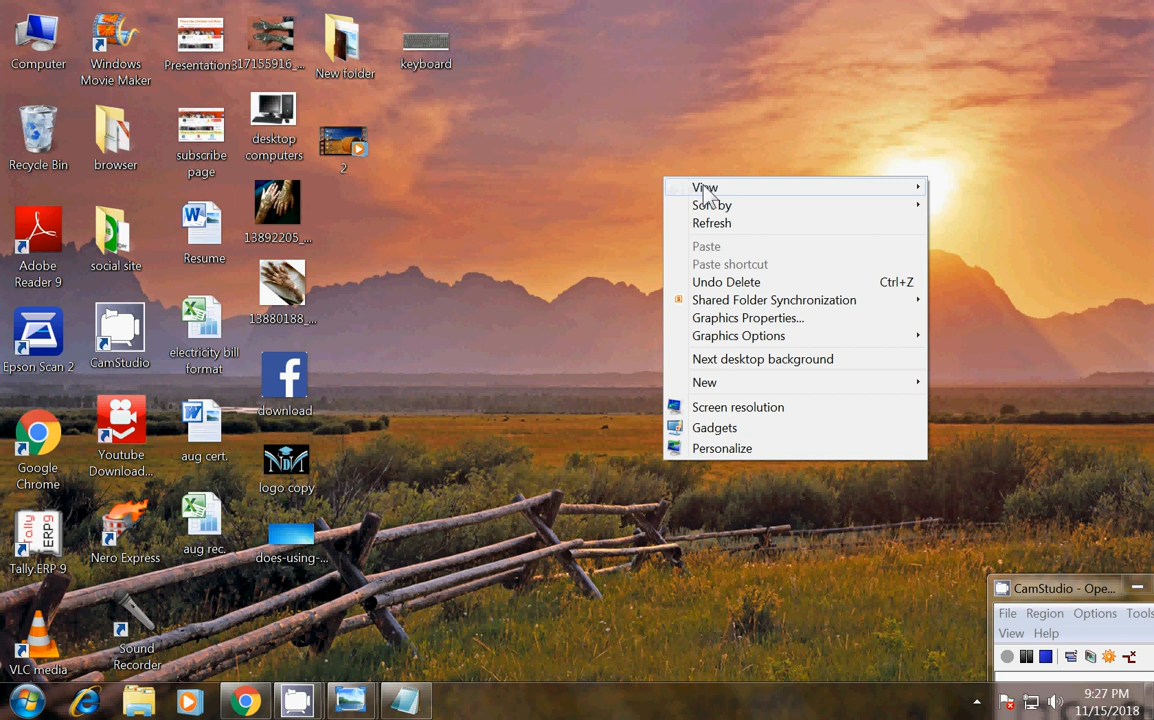 Computer
Windows
Movie Maker
Presentation3
17155916_...
New folder
keyboard
Recycle Bin
browser
subscribe
page
desktop
computers
2
Adobe
Reader 9
social site
Resume
13892205_...
13880188_...
Epson Scan 2
CamStudio
electricity bill
format
download
Google
Chrome
Youtube
Download...
aug cert.
logo copy
Tally.ERP 9
Nero Express
aug rec.
does-using-...
VLC media
Sound
Recorder
View
Sort by
Refresh
Paste
Paste shortcut
Undo Delete Ctrl+Z
Shared Folder Synchronization
Graphics Properties...
Graphics Options
Next desktop background
New
Screen resolution
Gadgets
Personalize
CamStudio - Ope...
File Region Options Tools
View Help
9:27 PM
11/15/2018